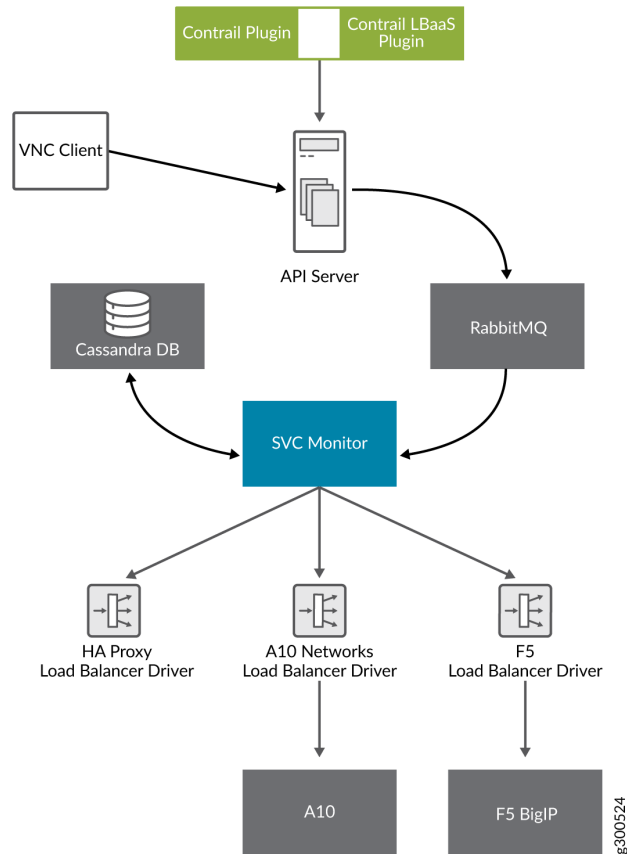 Contrail Plugin
Contrail LBaaS
Plugin
VNC Client
API Server
Cassandra DB
RabbitMQ
SVC Monitor
HA Proxy
Load Balancer Driver
A10 Networks
Load Balancer Driver
F5
Load Balancer Driver
A10
F5 BigIP
g300524